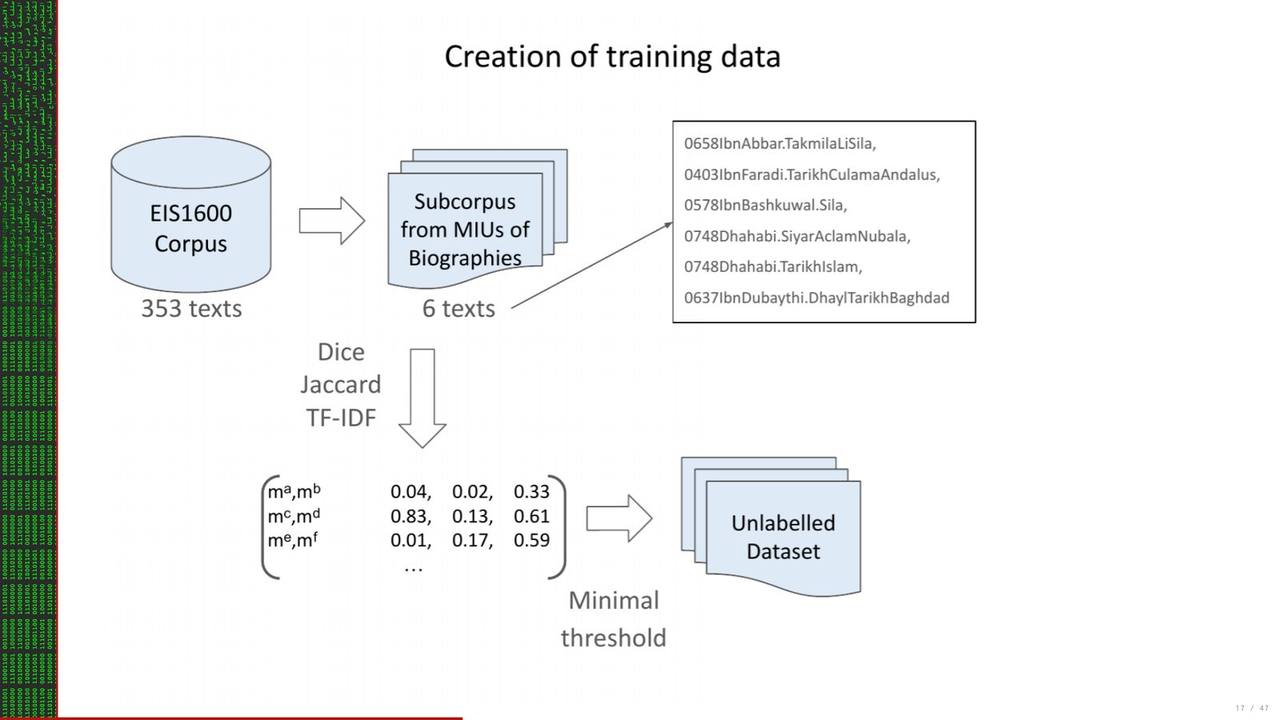 Creation of training data
EIS1600
Corpus
353 texts
Subcorpus
from MIUs of
Biographies
6 texts
0658IbnAbbar.TakmilaLiSila,
0403IbnFaradi.TarikhCulamaAndalus,
0578IbnBashkuwal.Sila,
0748Dhahabi.SiyarAclamNubala,
0748Dhahabi.TarikhIslam,
0637IbnDubaythi.DhaylTarikhBaghdad
Dice
Jaccard
TF-IDF
mᵃ,mᵇ 0.04, 0.02, 0.33
mᶜ,mᵈ 0.83, 0.13, 0.61
mᵉ,mᶠ 0.01, 0.17, 0.59
...
Minimal
threshold
Unlabelled
Dataset
17 / 47